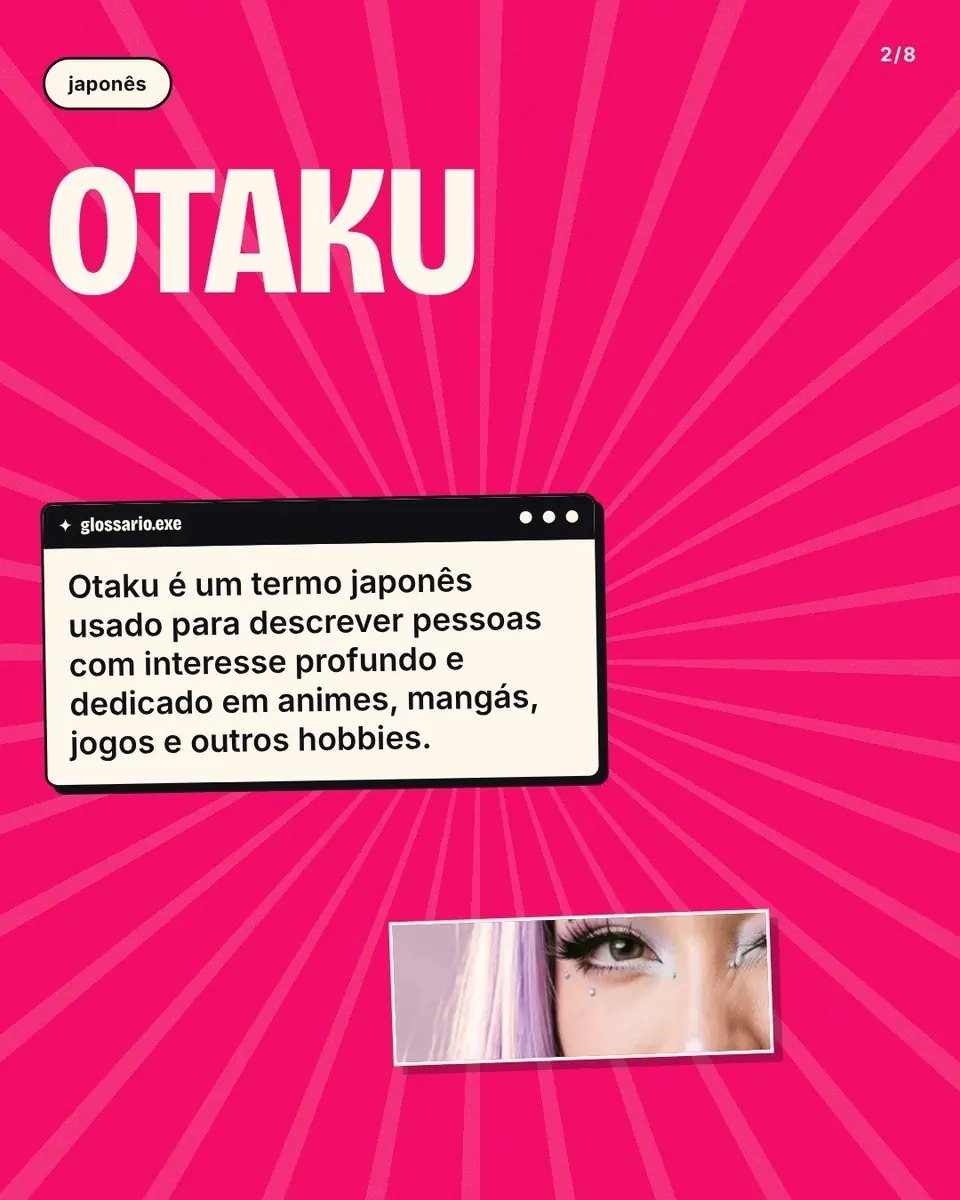 2/8
japonês
OTAKU
glossario.exe
Otaku é um termo japonês
usado para descrever pessoas
com interesse profundo e
dedicado em animes, mangás,
jogos e outros hobbies.